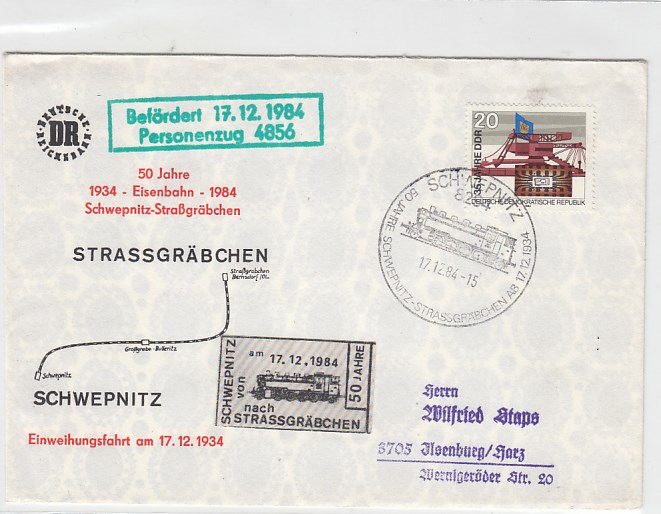 DEUTSCHE
DR
REICHSBAHN
Befördert 17.12.1984
Personenzug 4856
50 Jahre
1934 - Eisenbahn - 1984
Schwepnitz-Straßgräbchen
STRASSGRÄBCHEN
Straßgräbchen
Bernsdorf/OL.
Großgrabe-Bulleritz
Schwepnitz
SCHWEPNITZ
Einweihungsfahrt am 17.12.1934
20
35 JAHRE DDR
DEUTSCHE DEMOKRATISCHE REPUBLIK
SCHWEPNITZ
8294
17.12.84-15
50 JAHRE SCHWEPNITZ-STRASSGRÄBCHEN AB 17.12.1934
SCHWEPNITZ
von
am 17.12.1984
50 JAHRE
nach
STRASSGRÄBCHEN
Herrn
Wilfried Staps
3705 Ilsenburg/Harz
Wernigeröder Str. 20